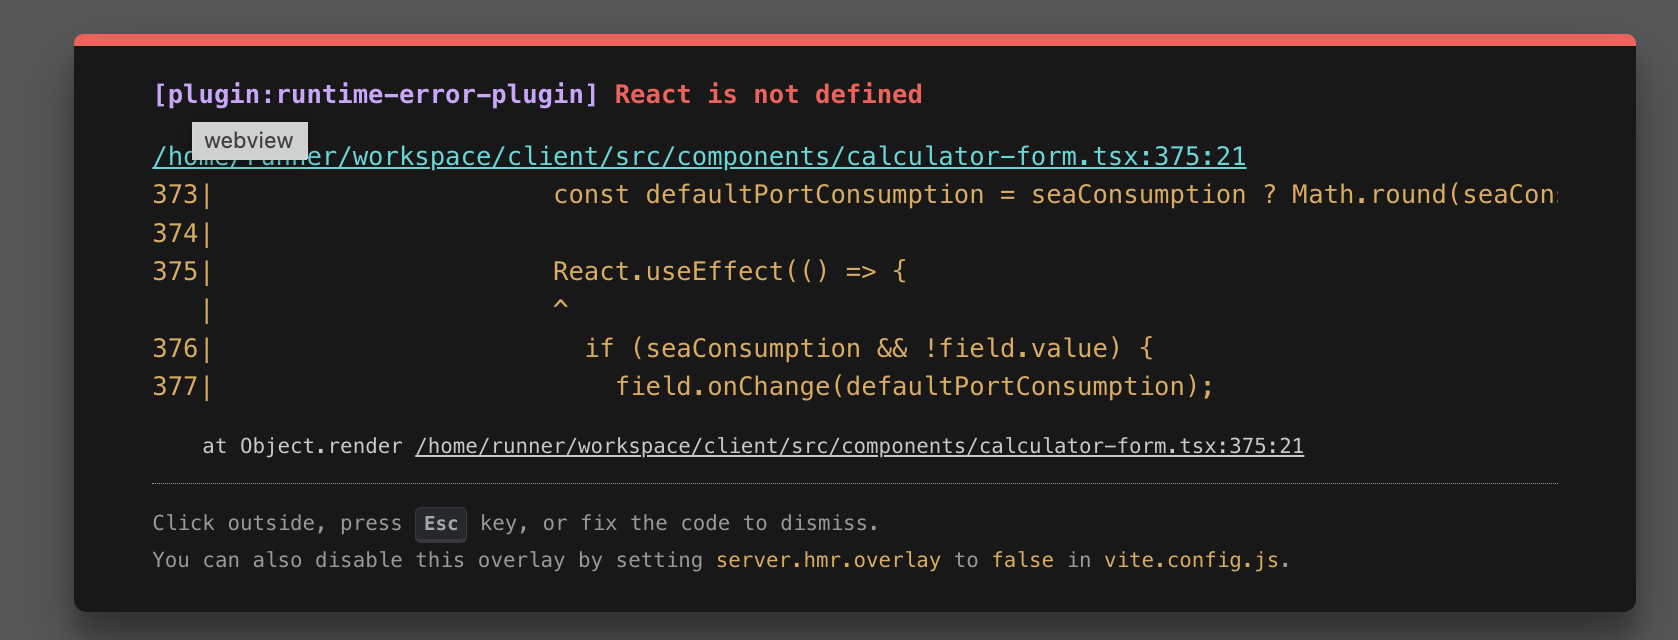 [plugin:runtime-error-plugin] React is not defined
webview
/home/runner/workspace/client/src/components/calculator-form.tsx:375:21
373|                      const defaultPortConsumption = seaConsumption ? Math.round(seaCons
374|
375|                      React.useEffect(() => {
   |                      ^
376|                        if (seaConsumption && !field.value) {
377|                          field.onChange(defaultPortConsumption);
at Object.render /home/runner/workspace/client/src/components/calculator-form.tsx:375:21
Click outside, press Esc key, or fix the code to dismiss.
You can also disable this overlay by setting server.hmr.overlay to false in vite.config.js.